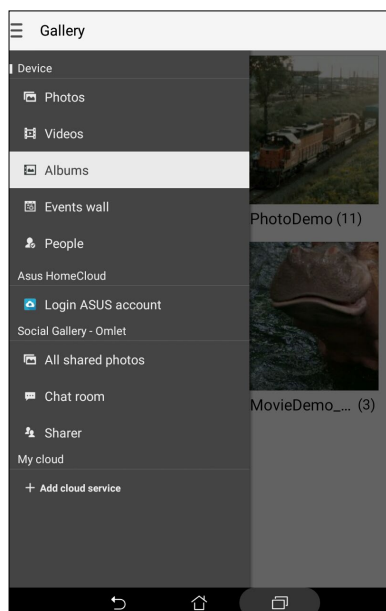 Gallery
Device
Photos
Videos
Albums
Events wall
People
Asus HomeCloud
Login ASUS account
Social Gallery - Omlet
All shared photos
Chat room
Sharer
My cloud
+ Add cloud service
PhotoDemo (11)
MovieDemo_... (3)